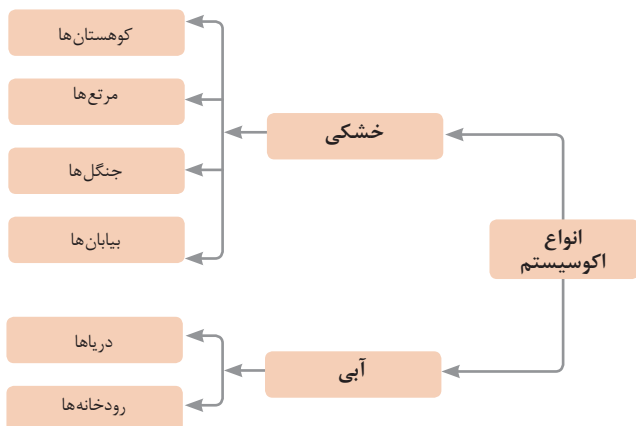 انواع
اکوسیستم
خشکی
کوهستان‌ها
مرتع‌ها
جنگل‌ها
بیابان‌ها
آبی
دریاها
رودخانه‌ها